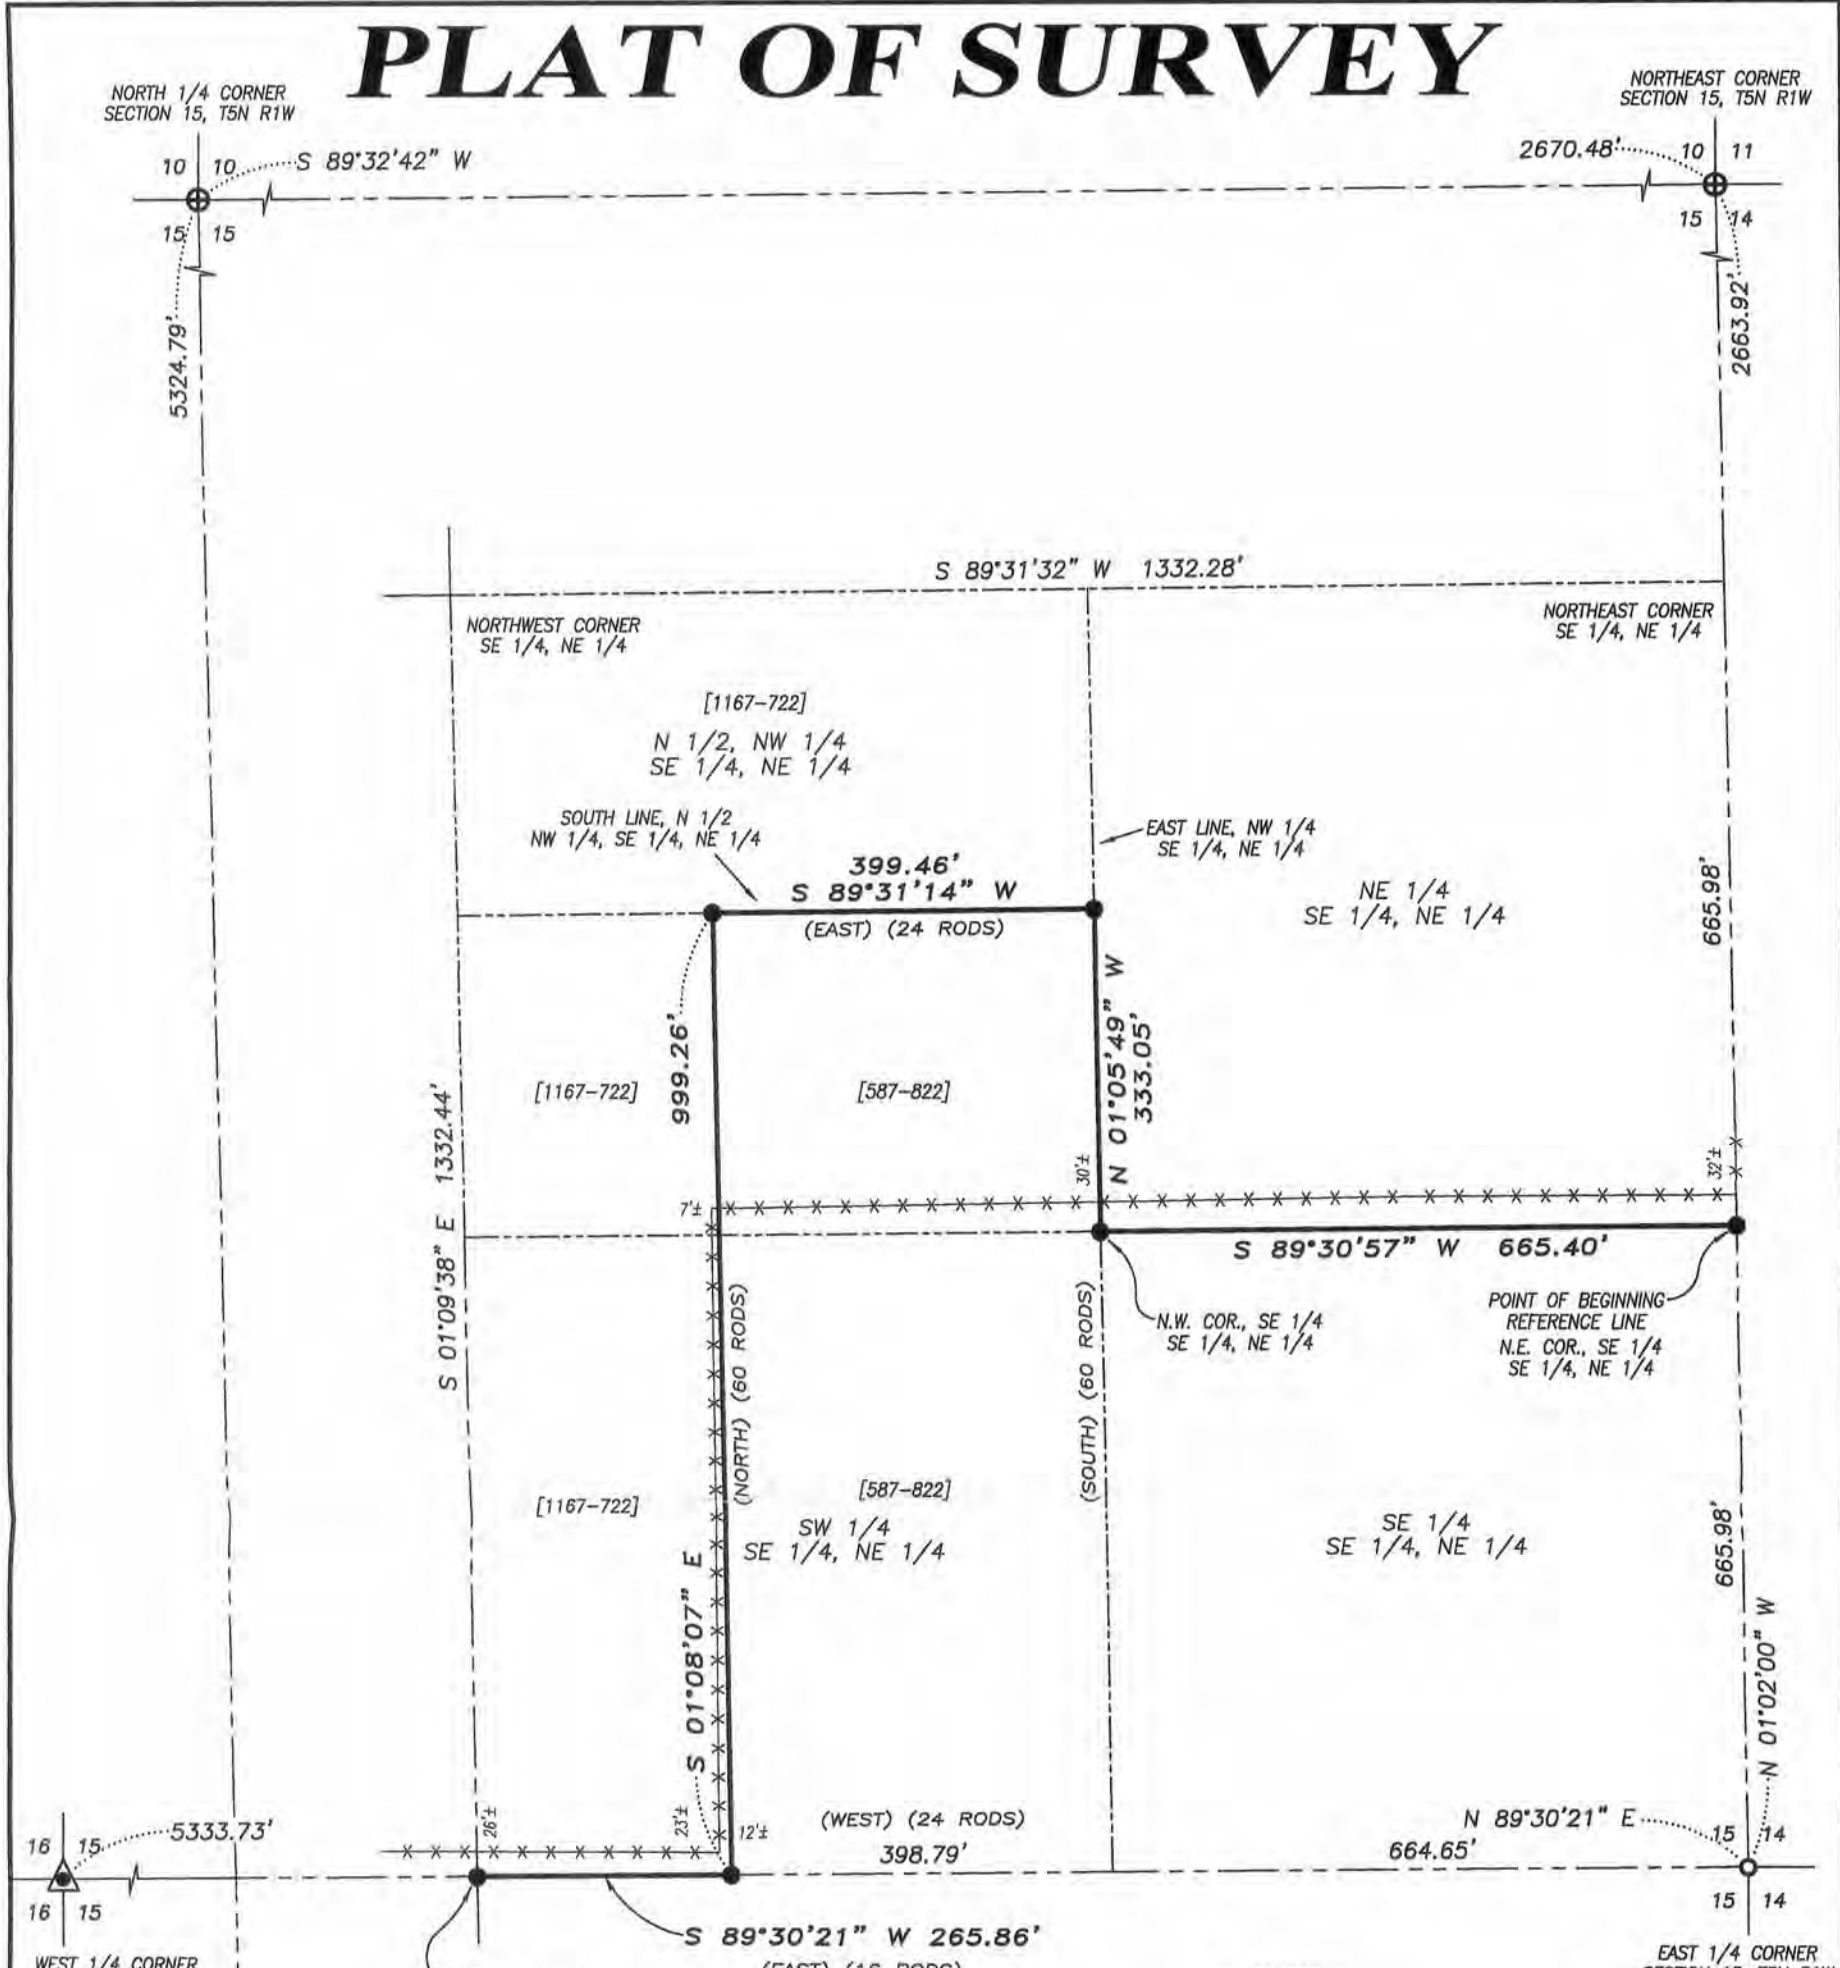 PLAT OF SURVEY
NORTH 1/4 CORNER
SECTION 15, T5N R1W
NORTHEAST CORNER
SECTION 15, T5N R1W
10 10
S 89°32'42" W
2670.48'
10 11
15 15
15 14
5324.79'
2663.92'
S 89°31'32" W 1332.28'
NORTHWEST CORNER
SE 1/4, NE 1/4
NORTHEAST CORNER
SE 1/4, NE 1/4
[1167-722]
N 1/2, NW 1/4
SE 1/4, NE 1/4
SOUTH LINE, N 1/2
NW 1/4, SE 1/4, NE 1/4
EAST LINE, NW 1/4
SE 1/4, NE 1/4
399.46'
S 89°31'14" W
(EAST) (24 RODS)
NE 1/4
SE 1/4, NE 1/4
665.98'
999.26'
N 01°05'49" W
333.05'
[1167-722]
[587-822]
S 01°09'38" E 1332.44'
30'±
32'±
7'±
S 89°30'57" W 665.40'
POINT OF BEGINNING
REFERENCE LINE
N.E. COR., SE 1/4
SE 1/4, NE 1/4
N.W. COR., SE 1/4
SE 1/4, NE 1/4
(NORTH) (60 RODS)
(SOUTH) (60 RODS)
[1167-722]
[587-822]
SW 1/4
SE 1/4, NE 1/4
SE 1/4
SE 1/4, NE 1/4
665.98'
S 01°08'07" E
N 01°02'00" W
26'±
23'±
12'±
(WEST) (24 RODS)
398.79'
N 89°30'21" E
664.65'
5333.73'
16 15
15 14
16 15
15 14
S 89°30'21" W 265.86'
WEST 1/4 CORNER
EAST 1/4 CORNER